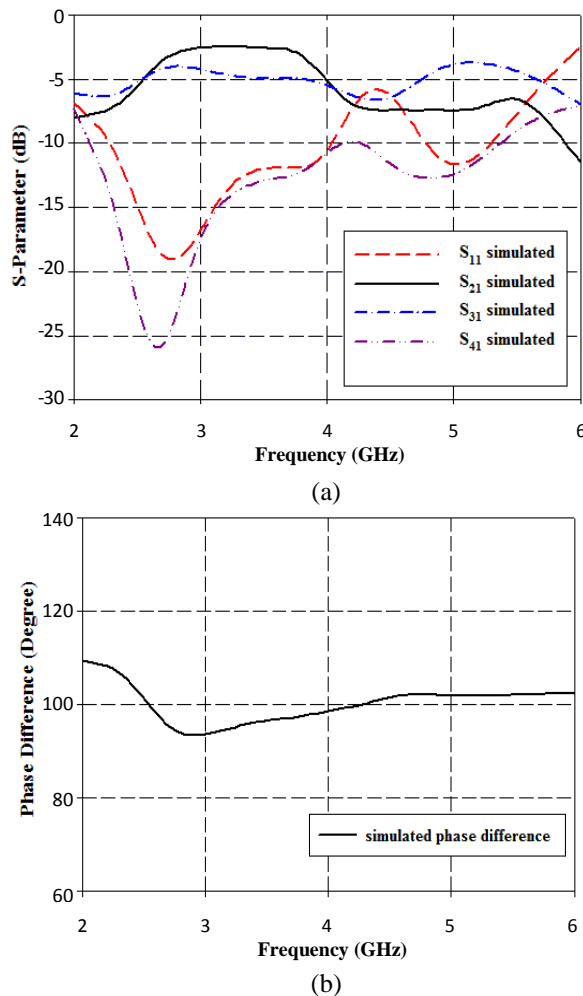 0
-5
-10
-15
-20
-25
-30
S-Parameter (dB)
S11 simulated
S21 simulated
S31 simulated
S41 simulated
2 3 4 5 6
Frequency (GHz)
(a)
140
120
100
80
60
Phase Difference (Degree)
simulated phase difference
2 3 4 5 6
Frequency (GHz)
(b)